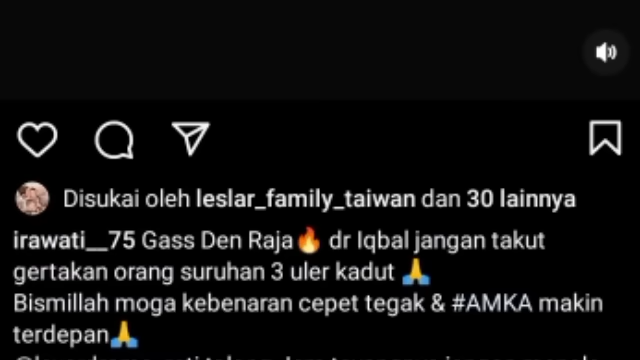 Disukai oleh leslar_family_taiwan dan 30 lainnya
irawati__75 Gass Den Raja🔥 dr Iqbal jangan takut
gertakan orang suruhan 3 uler kadut 🙏
Bismillah moga kebenaran cepet tegak & #AMKA makin
terdepan🙏